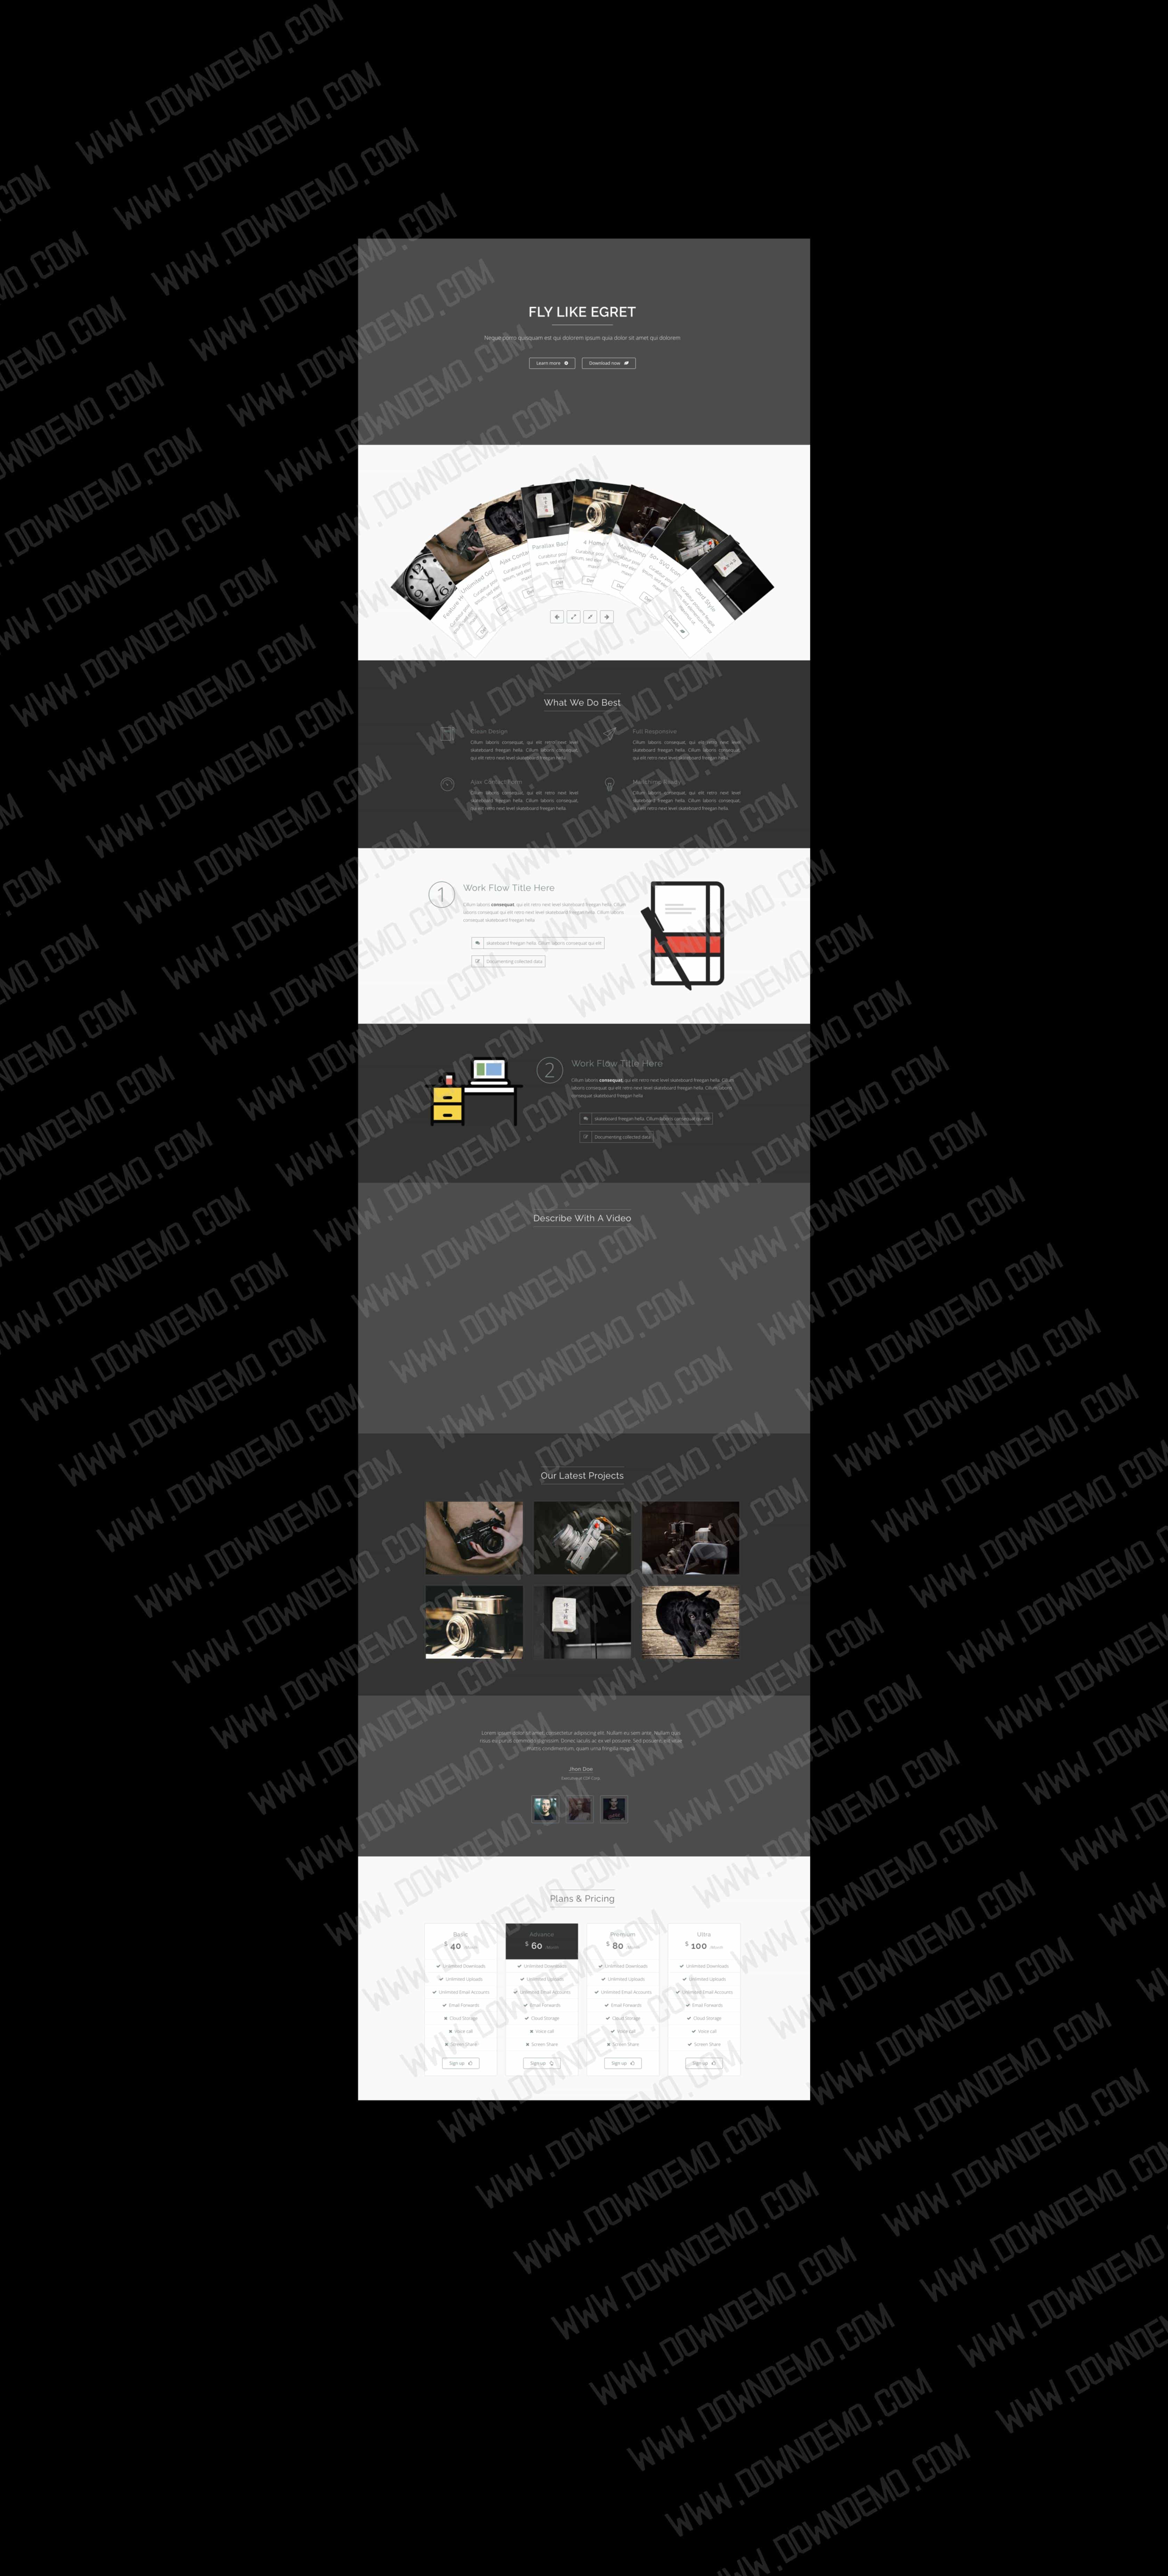 WWW.DOWNDEMO.COM
FLY LIKE EGRET
Neque porro quisquam est qui dolorem ipsum quia dolor sit amet qui dolorem
Learn more
Download now
Parallax
What We Do Best
Clean Design
Cillum laboris consequat, qui elit retro next level
skateboard freegan hella. Cillum laboris consequat,
qui elit retro next level skateboard freegan hella.
Full Responsive
Cillum laboris consequat, qui elit retro next level
skateboard freegan hella. Cillum laboris consequat,
qui elit retro next level skateboard freegan hella.
Ajax Contact Form
Cillum laboris consequat, qui elit retro next level
skateboard freegan hella. Cillum laboris consequat,
qui elit retro next level skateboard freegan hella.
Cillum laboris consequat, qui elit retro next level
skateboard freegan hella. Cillum laboris consequat,
qui elit retro next level skateboard freegan hella.
1
Work Flow Title Here
Cillum laboris consequat, qui elit retro next level skateboard freegan hella. Cillum
laboris consequat qui elit retro next level skateboard freegan hella. Cillum laboris
consequat skateboard freegan hella
skateboard freegan hella. Cillum laboris consequat qui elit
Documenting collected data
2
Work Flow Title Here
Cillum laboris consequat, qui elit retro next level skateboard freegan hella. Cillum
laboris consequat qui elit retro next level skateboard freegan hella. Cillum laboris
consequat skateboard freegan hella
skateboard freegan hella. Cillum laboris consequat qui elit
Documenting collected data
Describe With A Video
Our Latest Projects
Lorem ipsum dolor sit amet, consectetur adipiscing elit. Nullam eu sem ante. Nullam quis
risus adipiscing commodo dignissim. Donec iaculis ac ex vel posuere. Sed posuere, elit vitae
mattis condimentum, quam urna fringilla magna
Jhon Doe
Plans & Pricing
Basic
$ 40 /Month
Unlimited Downloads
Unlimited Uploads
Unlimited Email Accounts
Email Forwards
Cloud Storage
Voice call
Screen Share
Sign up
Advance
$ 60 /Month
Unlimited Downloads
Unlimited Uploads
Unlimited Email Accounts
Email Forwards
Cloud Storage
Voice call
Screen Share
Sign up
Premium
$ 80 /Month
Unlimited Downloads
Unlimited Uploads
Unlimited Email Accounts
Email Forwards
Cloud Storage
Voice call
Screen Share
Sign up
Ultra
$ 100 /Month
Unlimited Downloads
Unlimited Uploads
Unlimited Email Accounts
Email Forwards
Cloud Storage
Voice call
Screen Share
Sign up